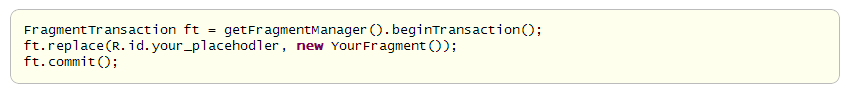 FragmentTransaction ft = getFragmentManager().beginTransaction();
ft.replace(R.id.your_placehodler, new YourFragment());
ft.commit();